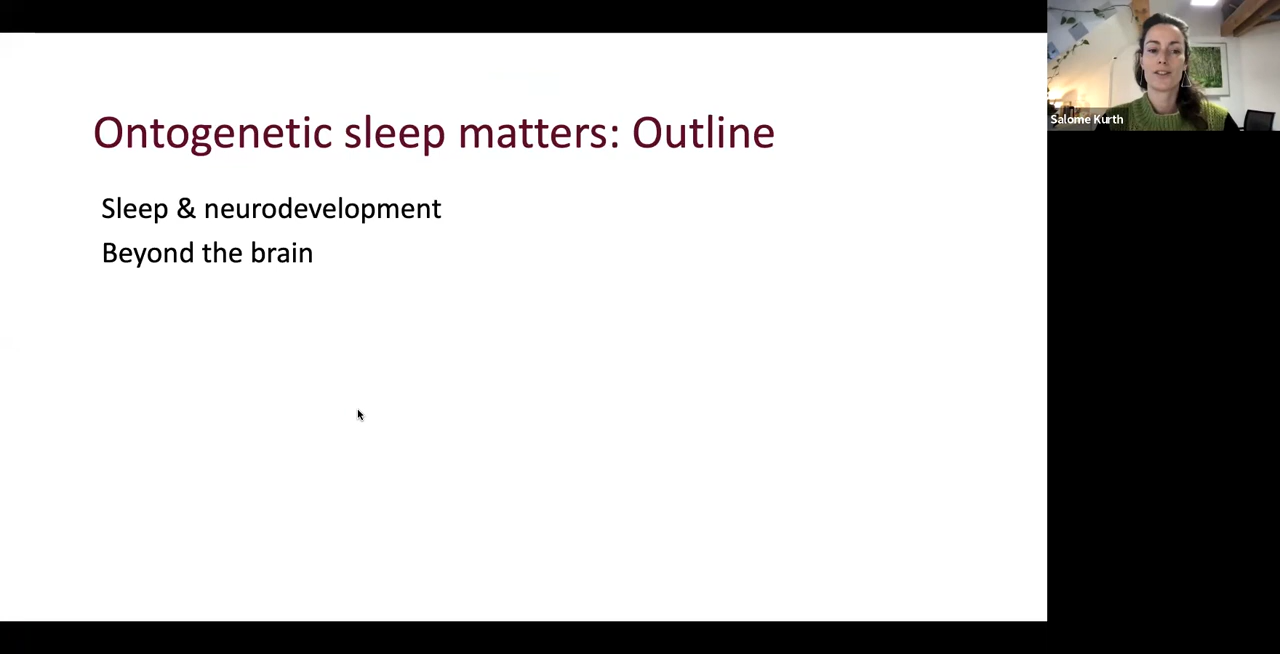 Ontogenetic sleep matters: Outline
Sleep & neurodevelopment
Beyond the brain
Salome Kurth